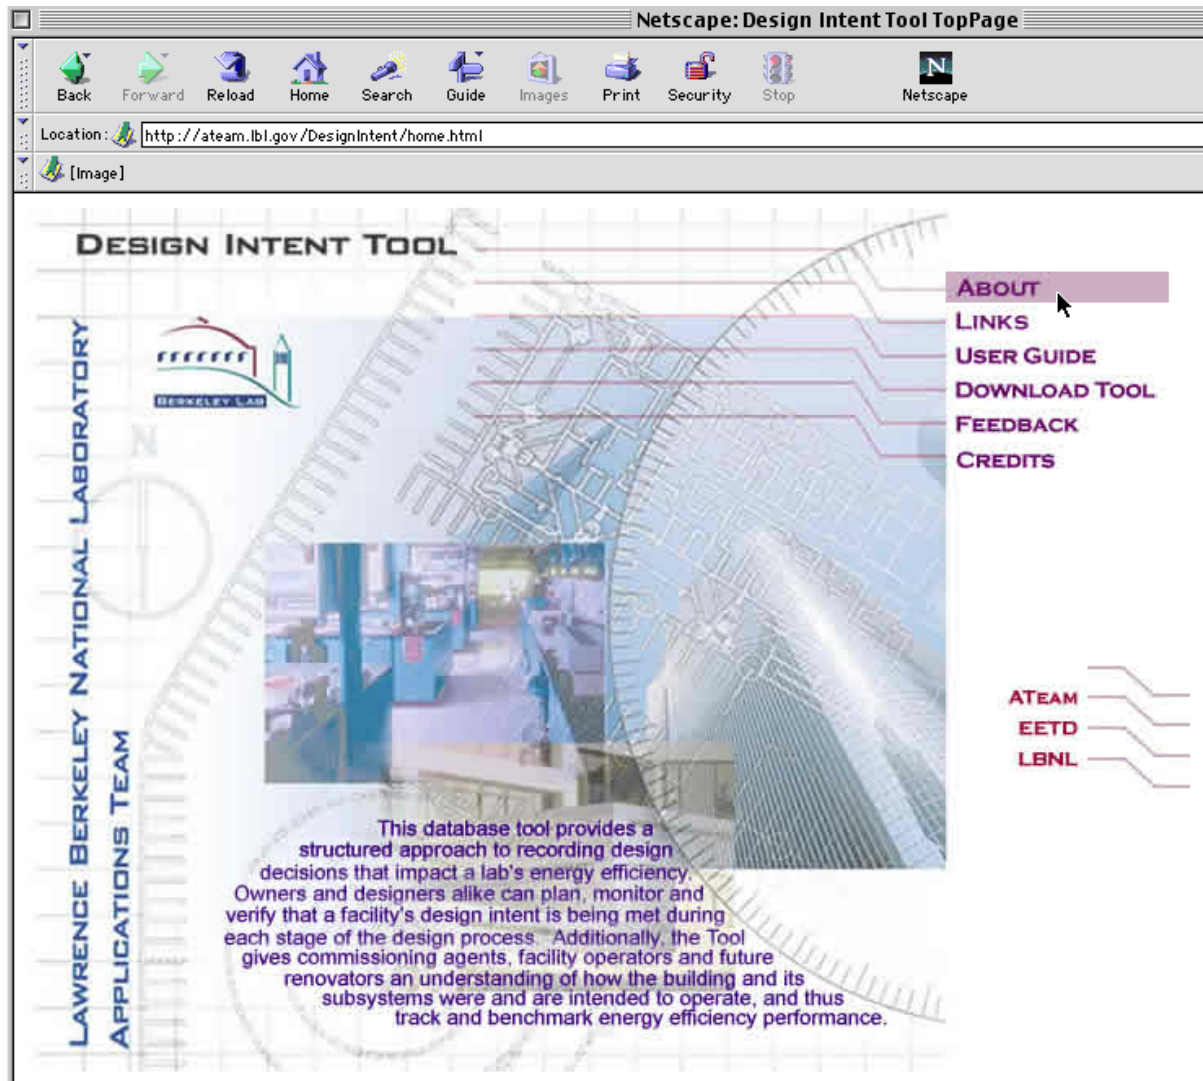 Netscape: Design Intent Tool TopPage
Back Forward Reload Home Search Guide Images Print Security Stop Netscape
N
Location: http://ateam.lbl.gov/DesignIntent/home.html
[Image]
DESIGN INTENT TOOL
ABOUT
LINKS
USER GUIDE
DOWNLOAD TOOL
FEEDBACK
CREDITS
BERKELEY LAB
N
LAWRENCE BERKELEY NATIONAL LABORATORY
APPLICATIONS TEAM
ATEAM
EETD
LBNL
This database tool provides a
structured approach to recording design
decisions that impact a lab's energy efficiency.
Owners and designers alike can plan, monitor and
verify that a facility's design intent is being met during
each stage of the design process. Additionally, the Tool
gives commissioning agents, facility operators and future
renovators an understanding of how the building and its
subsystems were and are intended to operate, and thus
track and benchmark energy efficiency performance.